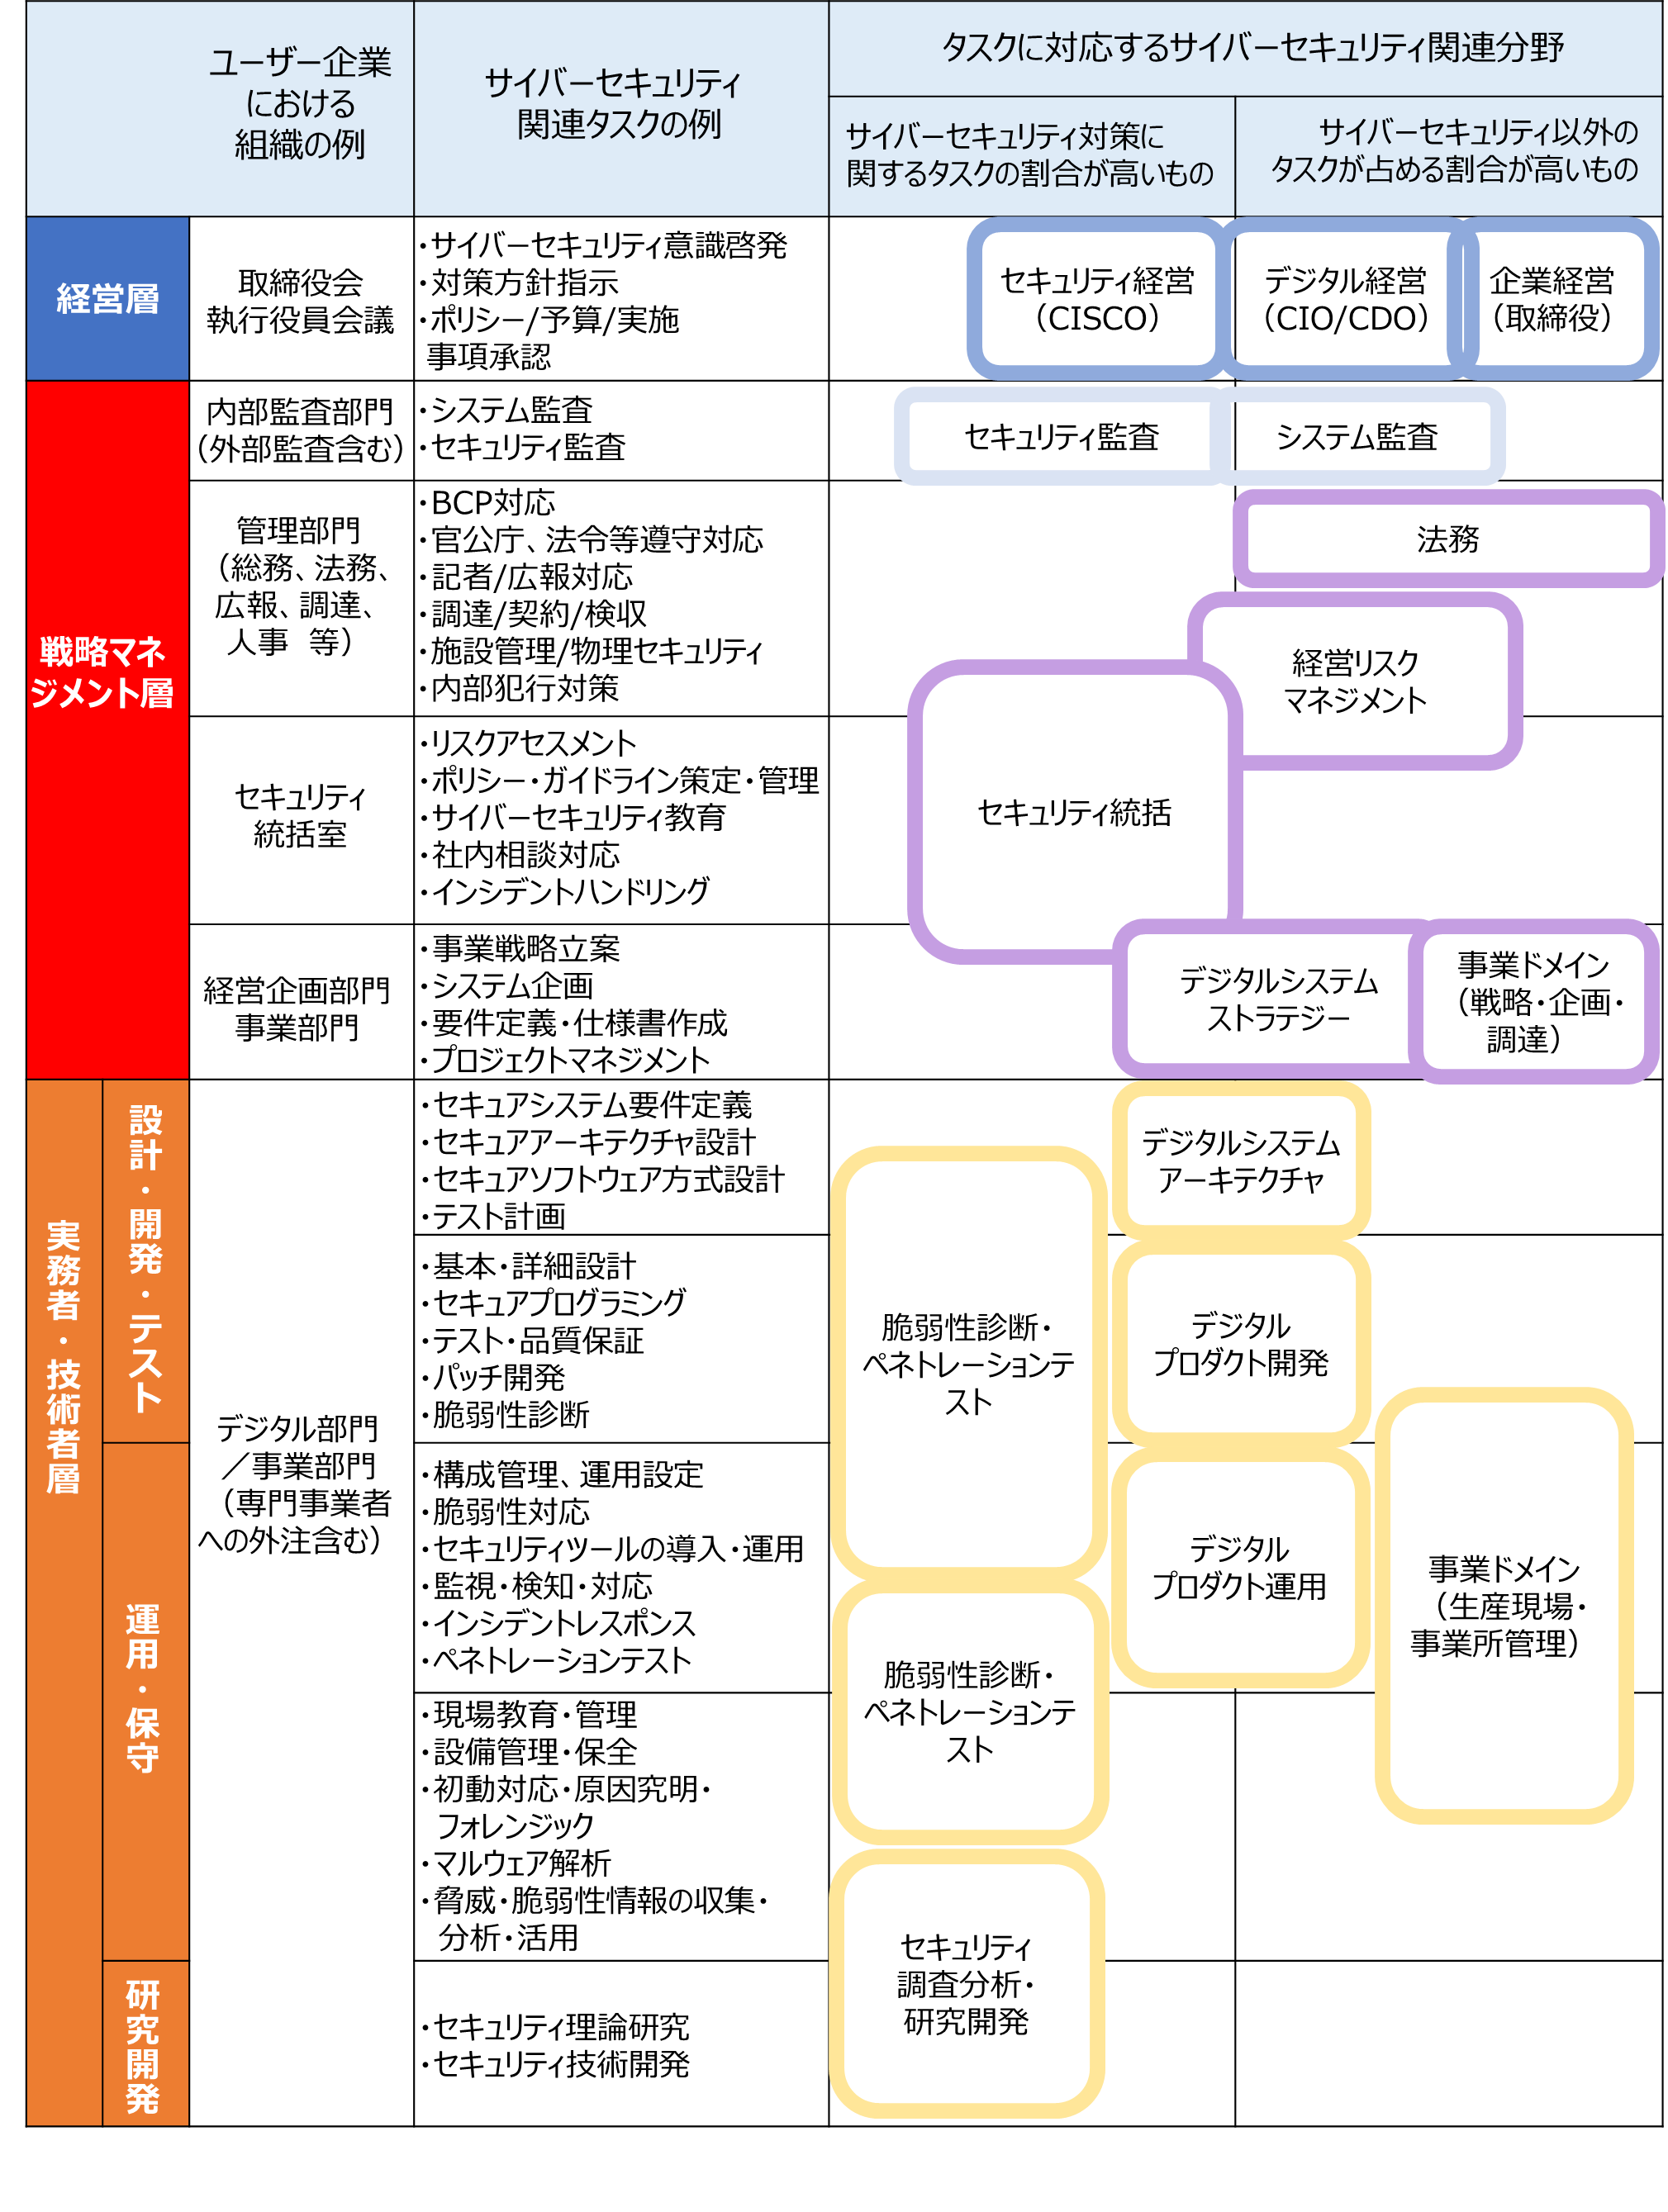 ユーザー企業
における
組織の例
サイバーセキュリティ
関連タスクの例
タスクに対応するサイバーセキュリティ関連分野
サイバーセキュリティ対策に
関するタスクの割合が高いもの
サイバーセキュリティ以外の
タスクが占める割合が高いもの
経営層
取締役会
執行役員会議
・サイバーセキュリティ意識啓発
・対策方針指示
・ポリシー/予算/実施
事項承認
セキュリティ経営
（CISCO）
デジタル経営
（CIO/CDO）
企業経営
（取締役）
戦略マネ
ジメント層
内部監査部門
（外部監査含む）
・システム監査
・セキュリティ監査
セキュリティ監査
システム監査
管理部門
（総務、法務、
広報、調達、
人事　等）
・BCP対応
・官公庁、法令等遵守対応
・記者/広報対応
・調達/契約/検収
・施設管理/物理セキュリティ
・内部犯行対策
法務
経営リスク
マネジメント
セキュリティ
統括室
・リスクアセスメント
・ポリシー・ガイドライン策定・管理
・サイバーセキュリティ教育
・社内相談対応
・インシデントハンドリング
セキュリティ統括
経営企画部門
事業部門
・事業戦略立案
・システム企画
・要件定義・仕様書作成
・プロジェクトマネジメント
デジタルシステム
ストラテジー
事業ドメイン
（戦略・企画・
調達）
実務者・技術者層
設計・開発・テスト
運用・保守
研究開発
デジタル部門
／事業部門
（専門事業者
への外注含む）
・セキュアシステム要件定義
・セキュアアーキテクチャ設計
・セキュアソフトウェア方式設計
・テスト計画
・基本・詳細設計
・セキュアプログラミング
・テスト・品質保証
・パッチ開発
・脆弱性診断
・構成管理、運用設定
・脆弱性対応
・セキュリティツールの導入・運用
・監視・検知・対応
・インシデントレスポンス
・ペネトレーションテスト
・現場教育・管理
・設備管理・保全
・初動対応・原因究明・
フォレンジック
・マルウェア解析
・脅威・脆弱性情報の収集・
分析・活用
・セキュリティ理論研究
・セキュリティ技術開発
デジタルシステム
アーキテクチャ
脆弱性診断・
ペネトレーションテ
スト
デジタル
プロダクト開発
デジタル
プロダクト運用
事業ドメイン
（生産現場・
事業所管理）
脆弱性診断・
ペネトレーションテ
スト
セキュリティ
調査分析・
研究開発